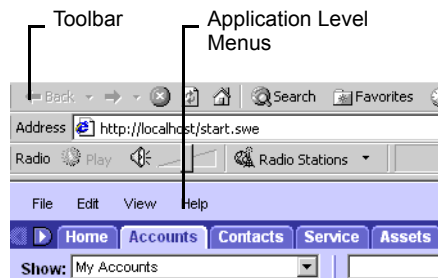 Toolbar
Application Level
Menus
Back
Search Favorites
Address http://localhost/start.swe
Radio Play Radio Stations
File Edit View Help
Home Accounts Contacts Service Assets
Show: My Accounts